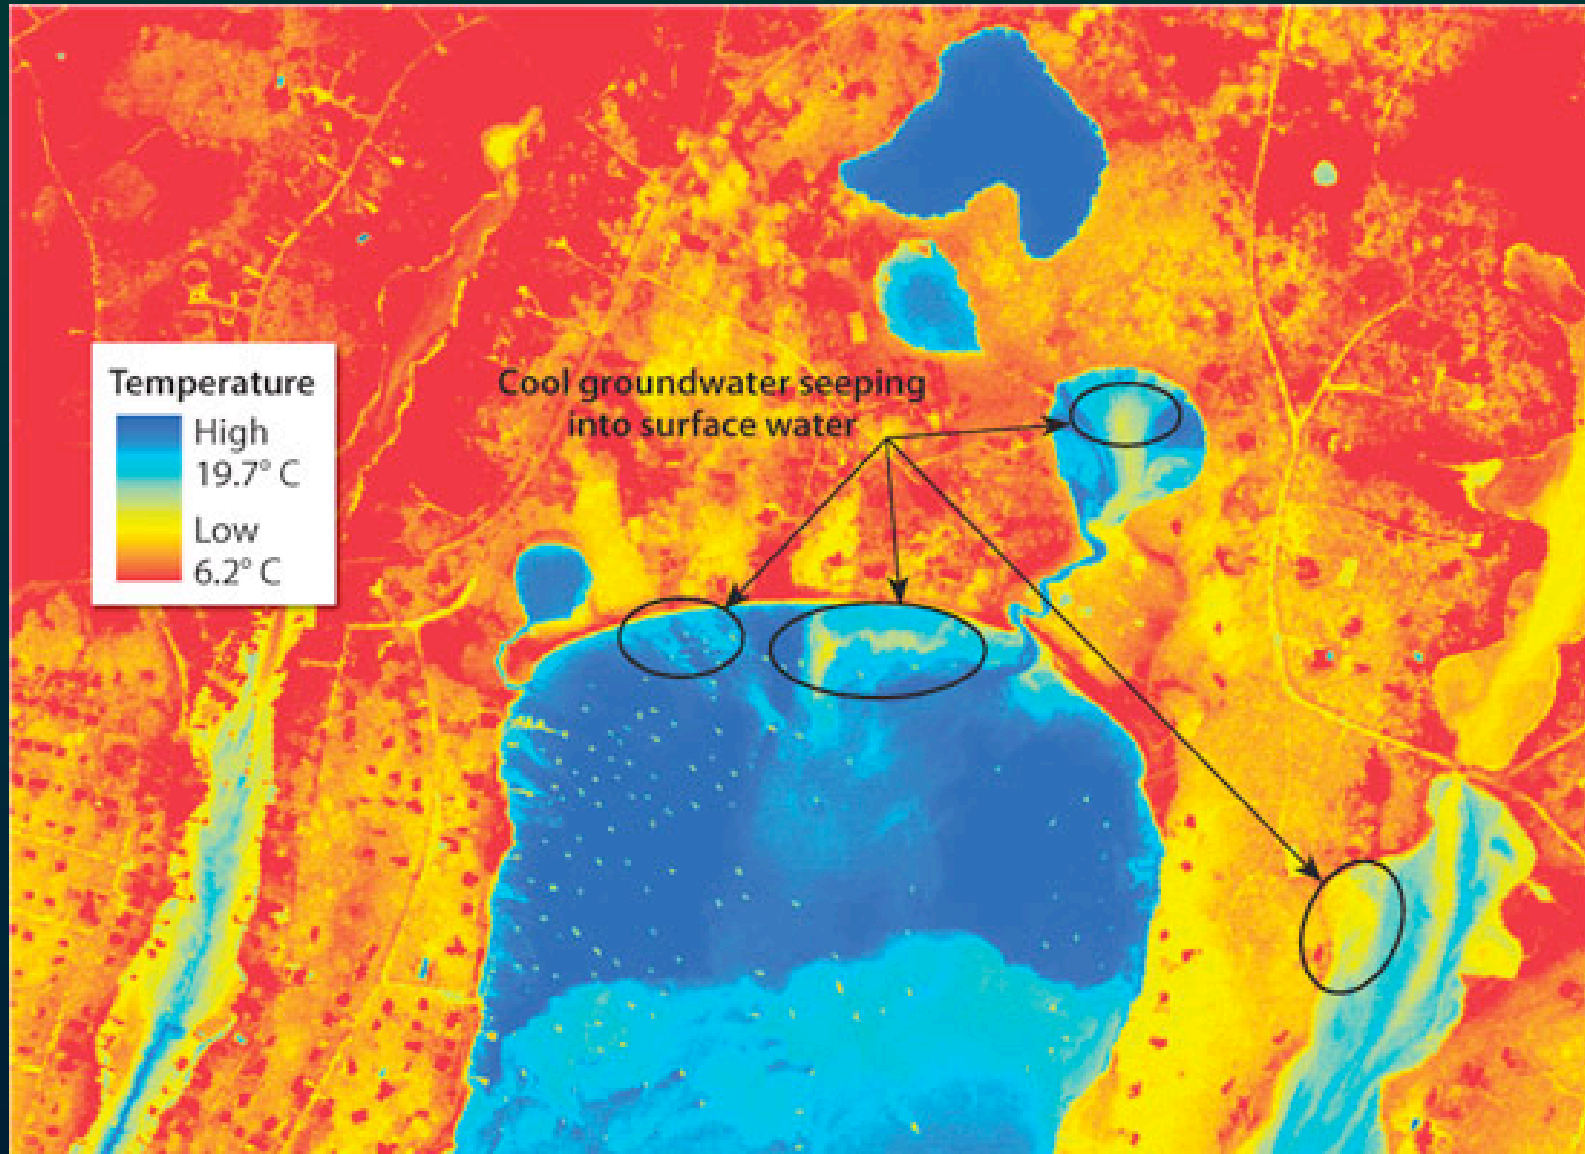 Temperature
High
19.7° C
Low
6.2° C
Cool groundwater seeping
into surface water